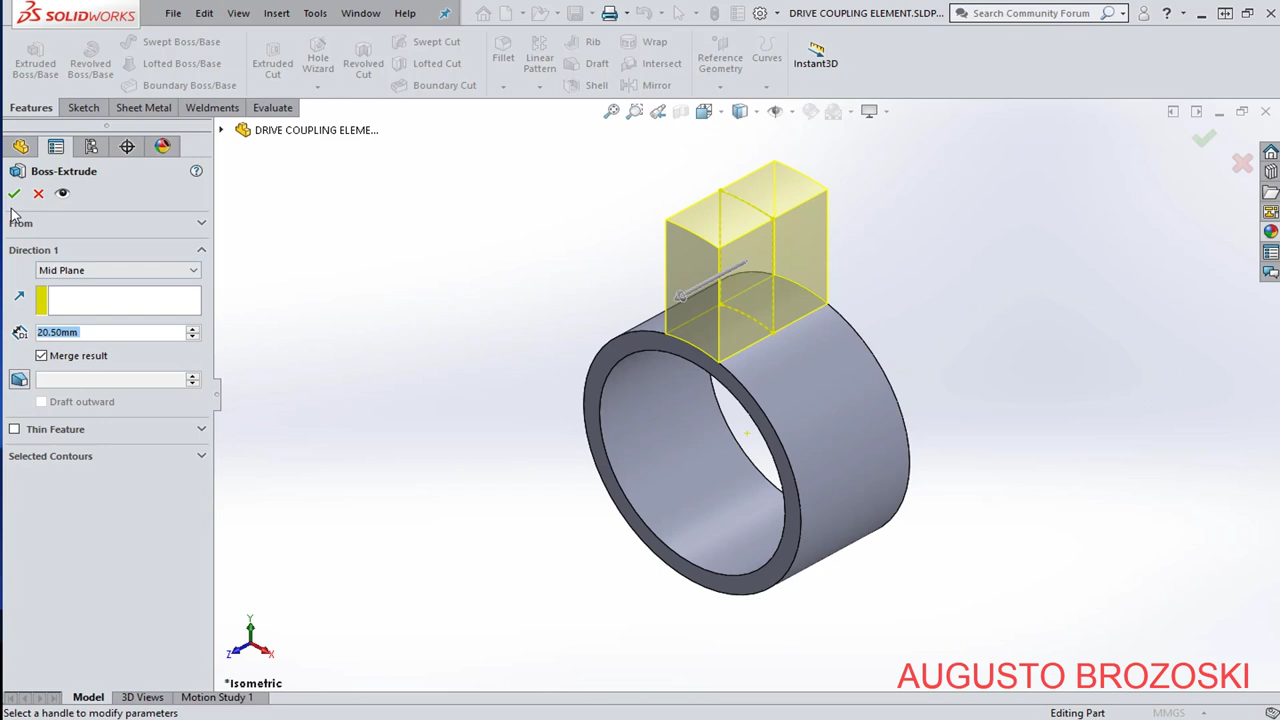 SOLIDWORKS File Edit View Insert Tools Window Help DRIVE COUPLING ELEMENT.SLDP... Search Community Forum
Extruded Boss/Base
Revolved Boss/Base
Swept Boss/Base
Lofted Boss/Base
Boundary Boss/Base
Extruded Cut
Hole Wizard
Revolved Cut
Swept Cut
Lofted Cut
Boundary Cut
Fillet
Linear Pattern
Rib
Draft
Shell
Wrap
Intersect
Mirror
Reference Geometry
Curves
Instant3D
Features Sketch Sheet Metal Weldments Evaluate
DRIVE COUPLING ELEME...
Boss-Extrude
From
Direction 1
Mid Plane
D1
20.50mm
Merge result
Draft outward
Thin Feature
Selected Contours
Y
Z
X
*Isometric
AUGUSTO BROZOSKI
Model 3D Views Motion Study 1
Select a handle to modify parameters Editing Part MMGS